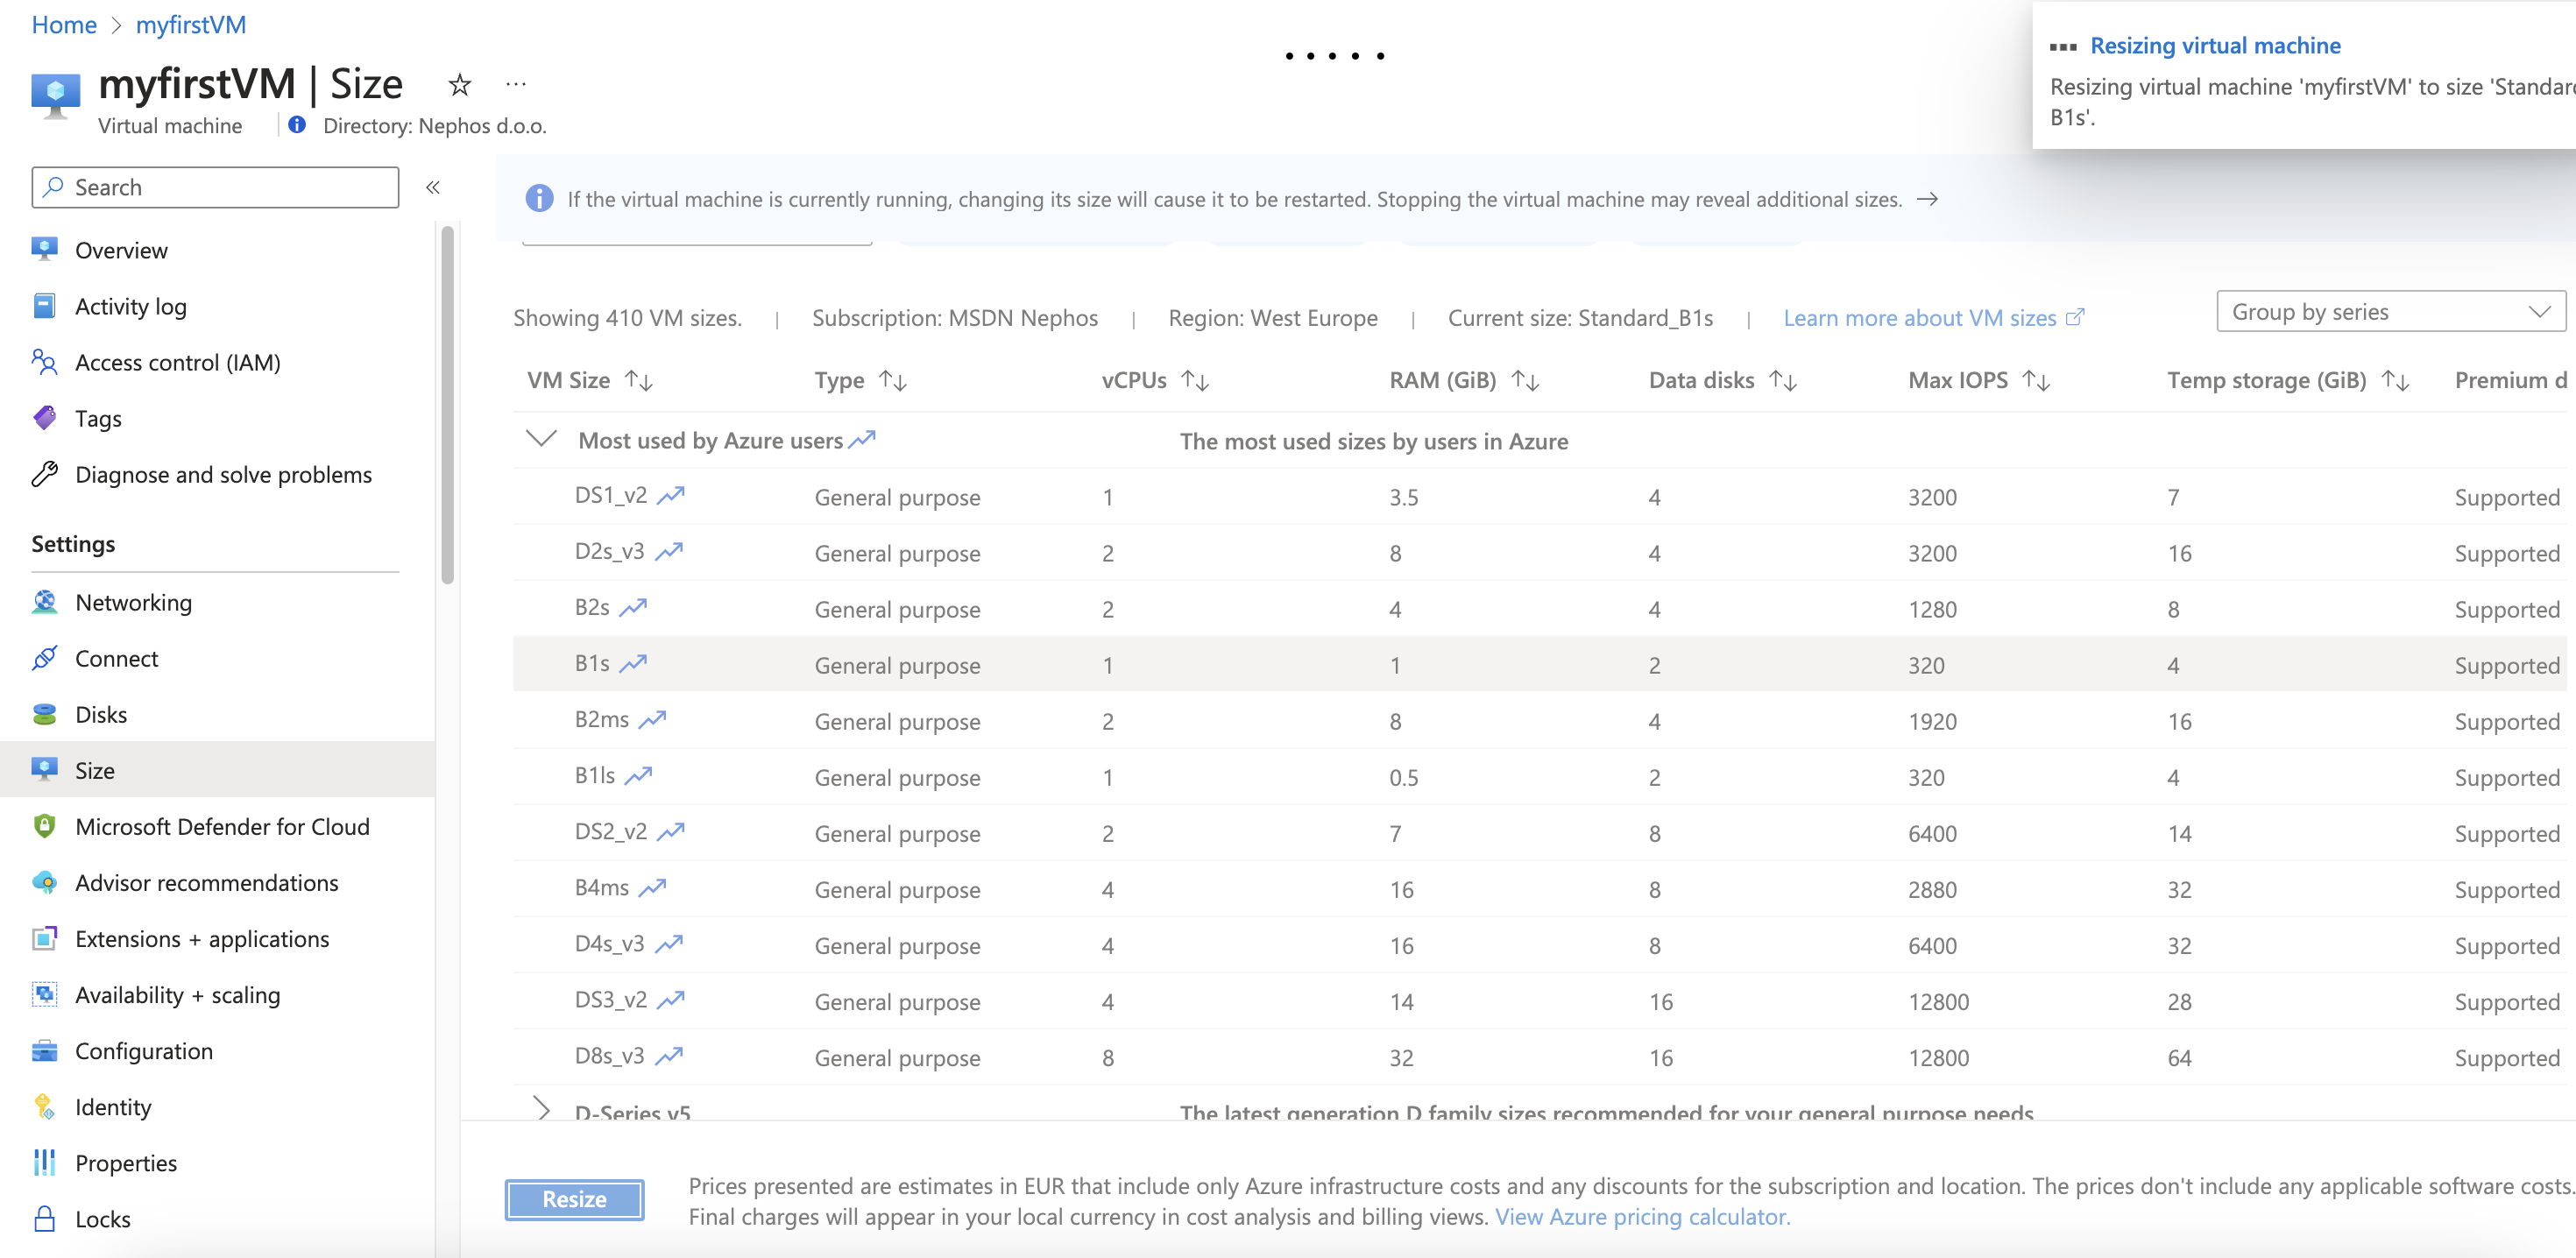 Home > myfirstVM
myfirstVM | Size
Virtual machine
Directory: Nephos d.o.o.
Resizing virtual machine
Resizing virtual machine 'myfirstVM' to size 'Standard
B1s'.
Search
Overview
Activity log
Access control (IAM)
Tags
Diagnose and solve problems
Settings
Networking
Connect
Disks
Size
Microsoft Defender for Cloud
Advisor recommendations
Extensions + applications
Availability + scaling
Configuration
Identity
Properties
Locks
If the virtual machine is currently running, changing its size will cause it to be restarted. Stopping the virtual machine may reveal additional sizes. →
Showing 410 VM sizes. | Subscription: MSDN Nephos | Region: West Europe | Current size: Standard_B1s | Learn more about VM sizes
Group by series
VM Size Type vCPUs RAM (GiB) Data disks Max IOPS Temp storage (GiB) Premium d
Most used by Azure users The most used sizes by users in Azure
DS1_v2 General purpose 1 3.5 4 3200 7 Supported
D2s_v3 General purpose 2 8 4 3200 16 Supported
B2s General purpose 2 4 4 1280 8 Supported
B1s General purpose 1 1 2 320 4 Supported
B2ms General purpose 2 8 4 1920 16 Supported
B1ls General purpose 1 0.5 2 320 4 Supported
DS2_v2 General purpose 2 7 8 6400 14 Supported
B4ms General purpose 4 16 8 2880 32 Supported
D4s_v3 General purpose 4 16 8 6400 32 Supported
DS3_v2 General purpose 4 14 16 12800 28 Supported
D8s_v3 General purpose 8 32 16 12800 64 Supported
D-Series v5 The latest generation D family sizes recommended for your general purpose needs
Resize
Prices presented are estimates in EUR that include only Azure infrastructure costs and any discounts for the subscription and location. The prices don't include any applicable software costs.
Final charges will appear in your local currency in cost analysis and billing views. View Azure pricing calculator.